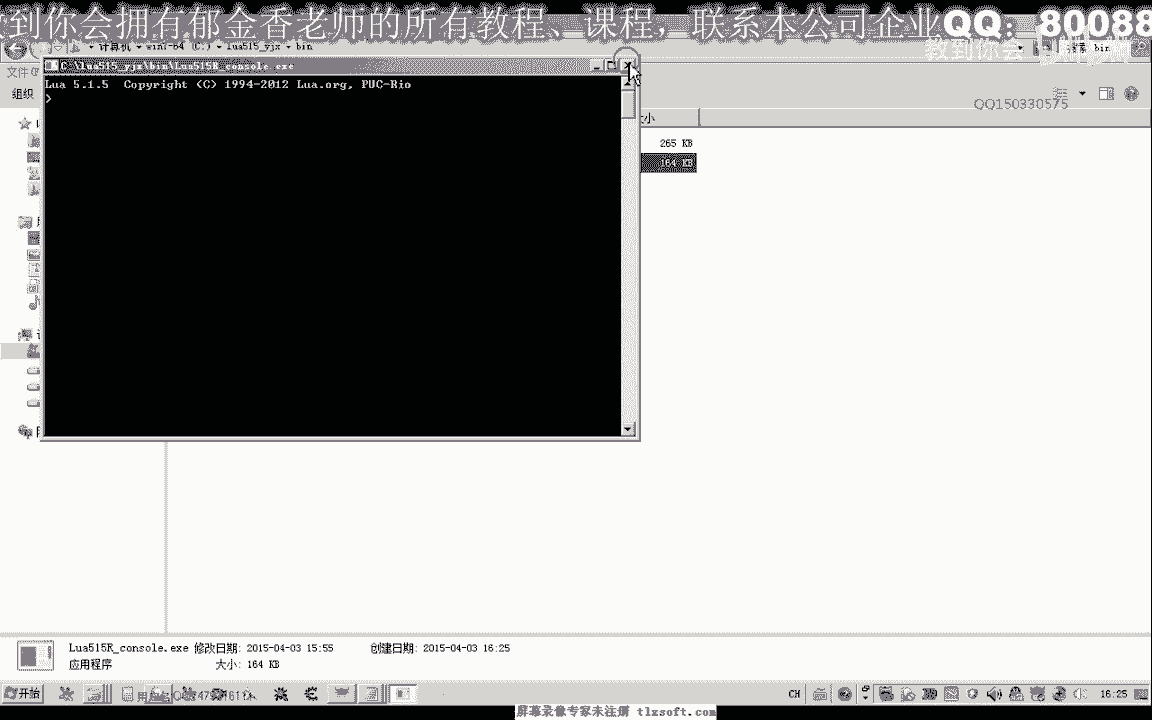 到你会拥有郁金香老师的所有教程、课程，联系本公司企业QQ：80088
计算机 ▸ win7-64 (C:) ▸ lua515_yjx ▸ bin
教到你会
C:\lua515_yjx\bin\Lua515R_console.exe
文件
Lua 5.1.5 Copyright (C) 1994-2012 Lua.org, PUC-Rio
>
组织
QQ150330575
大小
265 KB
164 KB
Lua515R_console.exe 修改日期: 2015-04-03 15:55 创建日期: 2015-04-03 16:25
应用程序 大小: 164 KB
开始
CH
16:25
屏幕录像专家未注册 tlxsoft.com